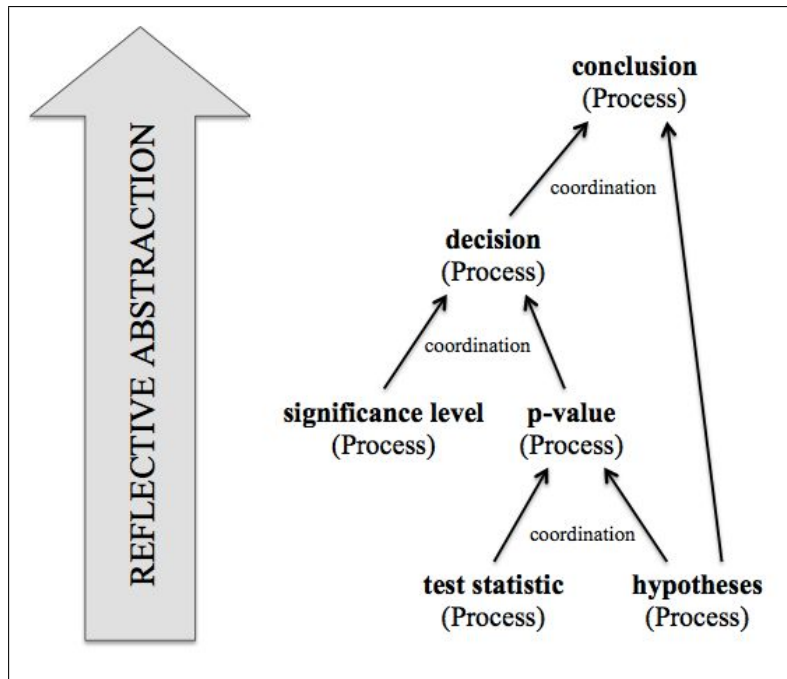 REFLECTIVE ABSTRACTION
conclusion
(Process)
coordination
decision
(Process)
coordination
significance level
(Process)
p-value
(Process)
coordination
test statistic
(Process)
hypotheses
(Process)